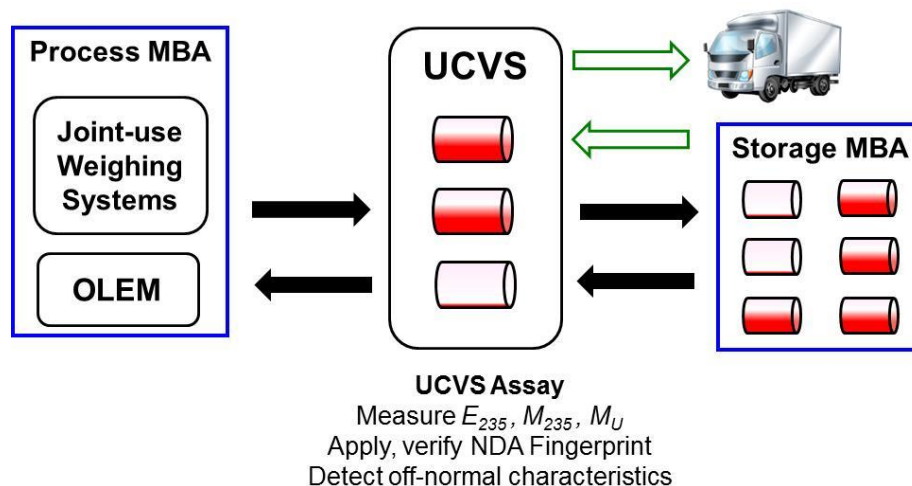 Process MBA
Joint-use
Weighing
Systems
OLEM
UCVS
Storage MBA
UCVS Assay
Measure E235, M235, MU
Apply, verify NDA Fingerprint
Detect off-normal characteristics